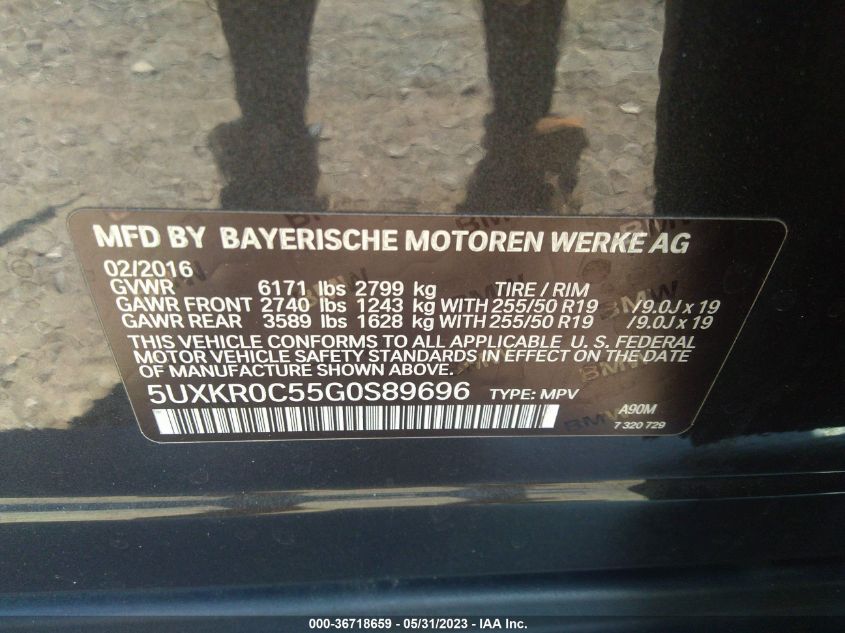 MFD BY BAYERISCHE MOTOREN WERKE AG
02/2016
GVWR 6171 lbs 2799 kg TIRE / RIM
GAWR FRONT 2740 lbs 1243 kg WITH 255/50 R19 /9.0J x 19
GAWR REAR 3589 lbs 1628 kg WITH 255/50 R19 /9.0J x 19
THIS VEHICLE CONFORMS TO ALL APPLICABLE U. S. FEDERAL
MOTOR VEHICLE SAFETY STANDARDS IN EFFECT ON THE DATE
OF MANUFACTURE SHOWN ABOVE.
5UXKR0C55G0S89696 TYPE: MPV
A90M
7 320 729
000-36718659 - 05/31/2023 - IAA Inc.